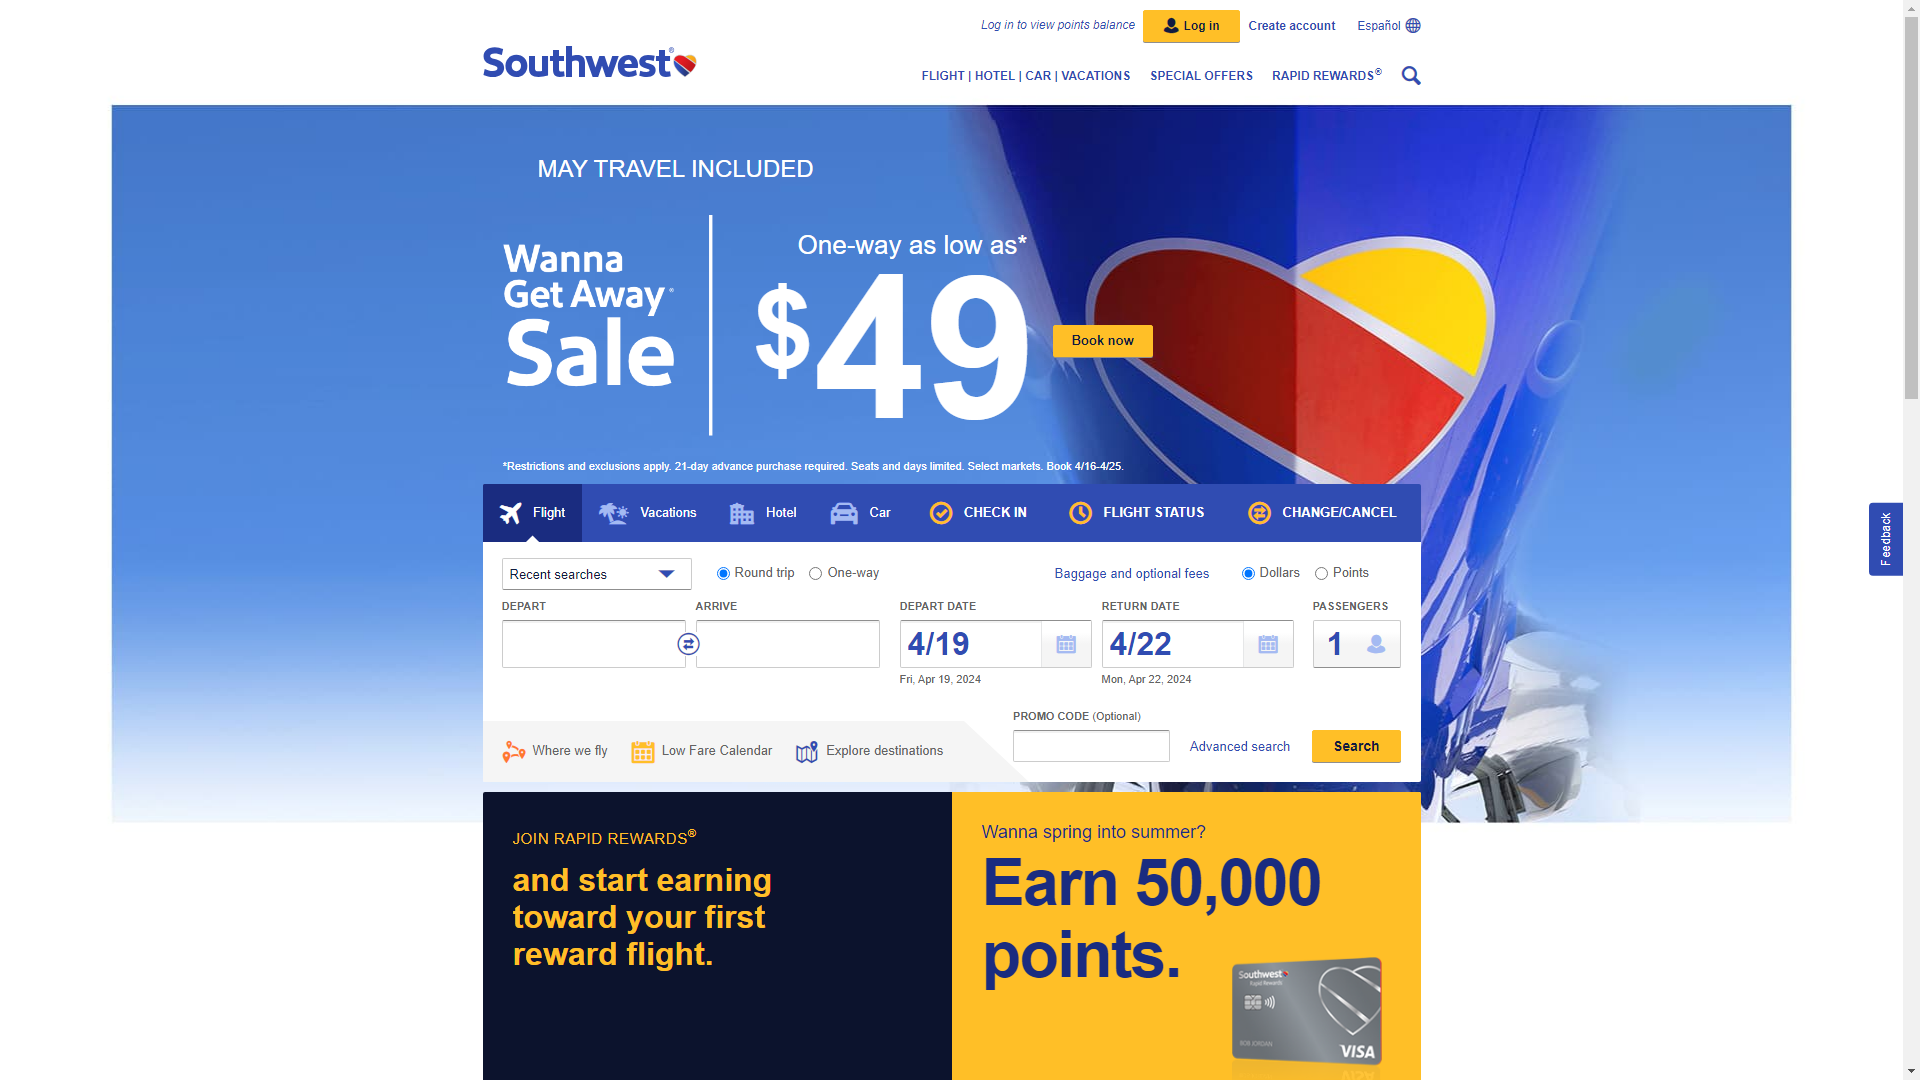 Log in to view points balance
Log in
Create account
Español
Southwest®
FLIGHT | HOTEL | CAR | VACATIONS
SPECIAL OFFERS
RAPID REWARDS®
MAY TRAVEL INCLUDED
Wanna
Get Away®
Sale
One-way as low as*
$49
Book now
*Restrictions and exclusions apply. 21-day advance purchase required. Seats and days limited. Select markets. Book 4/16-4/25.
Flight
Vacations
Hotel
Car
CHECK IN
FLIGHT STATUS
CHANGE/CANCEL
Feedback
Recent searches
Round trip
One-way
Baggage and optional fees
Dollars
Points
DEPART
ARRIVE
DEPART DATE
RETURN DATE
PASSENGERS
4/19
4/22
1
Fri, Apr 19, 2024
Mon, Apr 22, 2024
PROMO CODE (Optional)
Where we fly
Low Fare Calendar
Explore destinations
Advanced search
Search
JOIN RAPID REWARDS®
and start earning
toward your first
reward flight.
Wanna spring into summer?
Earn 50,000
points.
Southwest
Rapid Rewards
BOB JORDAN
VISA